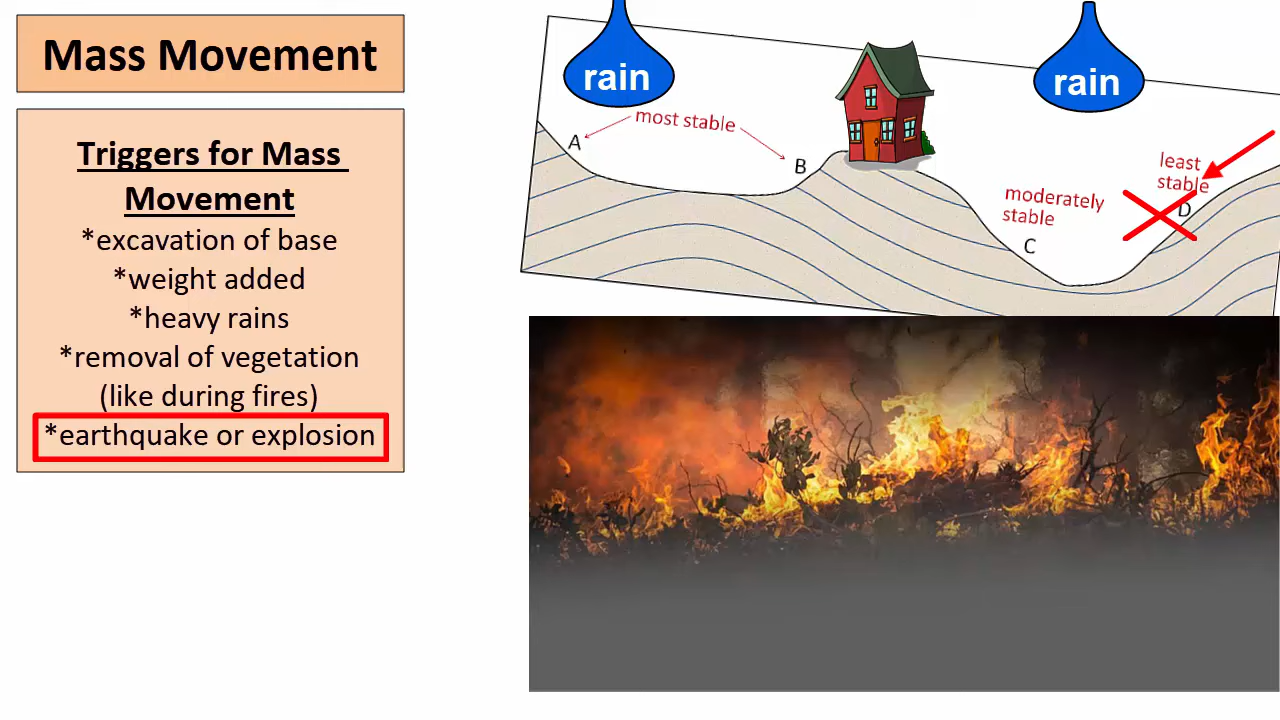 Mass Movement
Triggers for Mass
Movement
*excavation of base
*weight added
*heavy rains
*removal of vegetation
(like during fires)
*earthquake or explosion
rain
rain
most stable
A
B
least
stable
D
moderately
stable
C